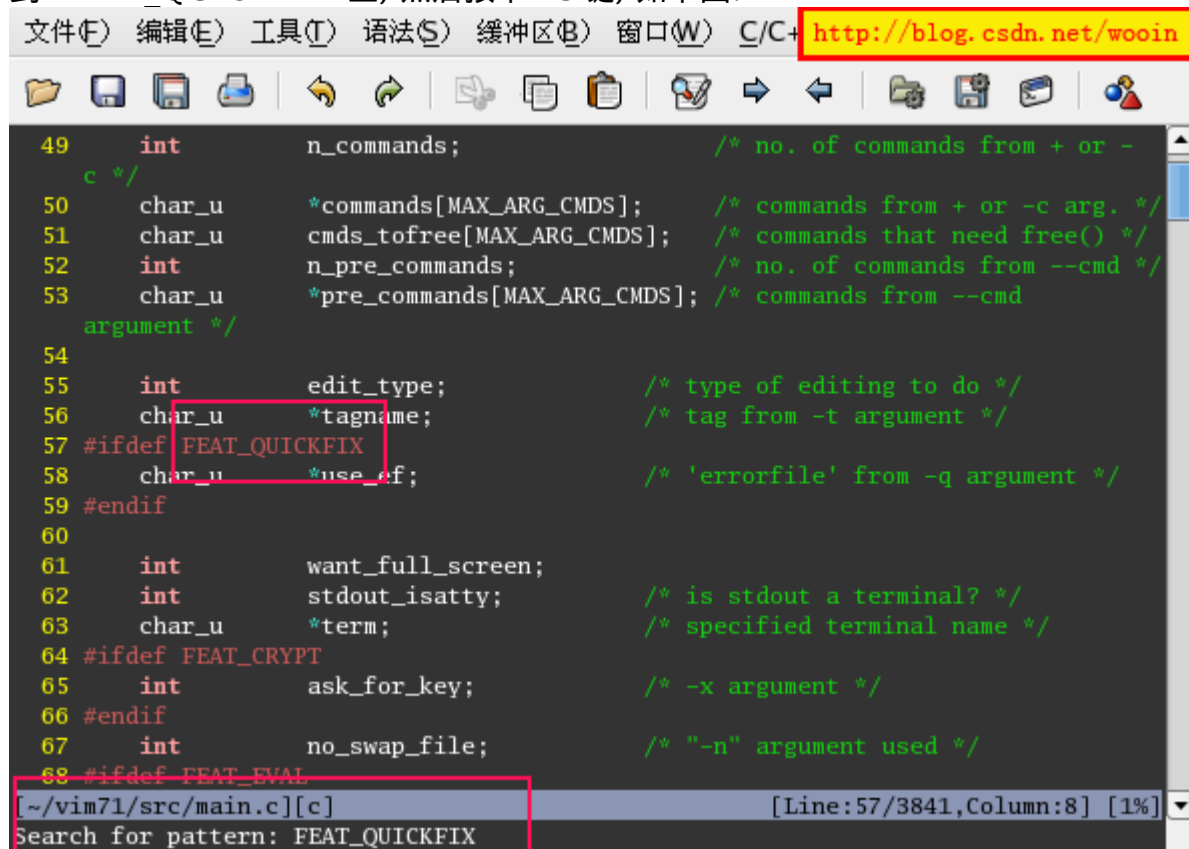 文件(F) 编辑(E) 工具(T) 语法(S) 缓冲区(B) 窗口(W) C/C+ http://blog.csdn.net/wooin
49 int n_commands; /* no. of commands from + or -
c */
50 char_u *commands[MAX_ARG_CMDS]; /* commands from + or -c arg. */
51 char_u cmds_tofree[MAX_ARG_CMDS]; /* commands that need free() */
52 int n_pre_commands; /* no. of commands from --cmd */
53 char_u *pre_commands[MAX_ARG_CMDS]; /* commands from --cmd
argument */
54
55 int edit_type; /* type of editing to do */
56 char_u *tagname; /* tag from -t argument */
57 #ifdef FEAT_QUICKFIX
58 char_u *use_ef; /* 'errorfile' from -q argument */
59 #endif
60
61 int want_full_screen;
62 int stdout_isatty; /* is stdout a terminal? */
63 char_u *term; /* specified terminal name */
64 #ifdef FEAT_CRYPT
65 int ask_for_key; /* -x argument */
66 #endif
67 int no_swap_file; /* "-n" argument used */
68 #ifdef FEAT_EVAL
[~/vim71/src/main.c][c] [Line:57/3841,Column:8] [1%]
Search for pattern: FEAT_QUICKFIX